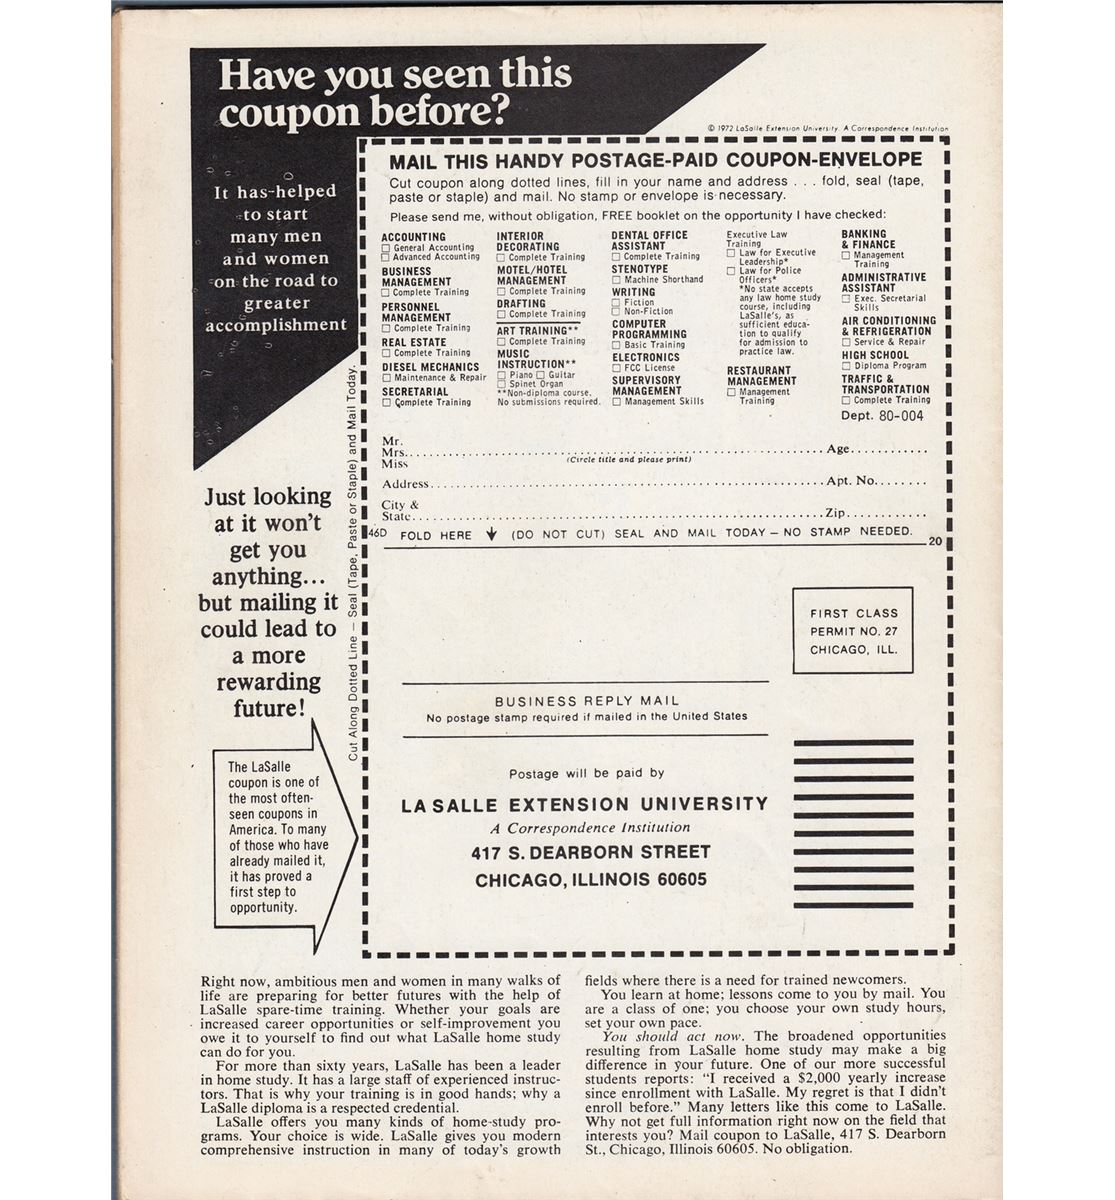 Have you seen this
coupon before?
© 1972 LaSalle Extension University. A Correspondence Institution
It has helped
to start
many men
and women
on the road to
greater
accomplishment
Just looking
at it won't
get you
anything...
but mailing it
could lead to
a more
rewarding
future!
The LaSalle
coupon is one of
the most often-
seen coupons in
America. To many
of those who have
already mailed it,
it has proved a
first step to
opportunity.
Cut Along Dotted Line — Seal (Tape, Paste or Staple) and Mail Today.
MAIL THIS HANDY POSTAGE-PAID COUPON-ENVELOPE
Cut coupon along dotted lines, fill in your name and address . . . fold, seal (tape,
paste or staple) and mail. No stamp or envelope is necessary.
Please send me, without obligation, FREE booklet on the opportunity I have checked:
ACCOUNTING
☐ General Accounting
☐ Advanced Accounting
BUSINESS
MANAGEMENT
☐ Complete Training
PERSONNEL
MANAGEMENT
☐ Complete Training
REAL ESTATE
☐ Complete Training
DIESEL MECHANICS
☐ Maintenance & Repair
SECRETARIAL
☐ Complete Training
INTERIOR
DECORATING
☐ Complete Training
MOTEL/HOTEL
MANAGEMENT
☐ Complete Training
DRAFTING
☐ Complete Training
ART TRAINING**
☐ Complete Training
MUSIC
INSTRUCTION**
☐ Piano ☐ Guitar
☐ Spinet Organ
**Non-diploma course.
No submissions required.
DENTAL OFFICE
ASSISTANT
☐ Complete Training
STENOTYPE
☐ Machine Shorthand
WRITING
☐ Fiction
☐ Non-Fiction
COMPUTER
PROGRAMMING
☐ Basic Training
ELECTRONICS
☐ FCC License
SUPERVISORY
MANAGEMENT
☐ Management Skills
Executive Law
Training
☐ Law for Executive
Leadership*
☐ Law for Police
Officers*
*No state accepts
any law home study
course, including
LaSalle's, as
sufficient educa-
tion to qualify
for admission to
practice law.
RESTAURANT
MANAGEMENT
☐ Management
Training
BANKING
& FINANCE
☐ Management
Training
ADMINISTRATIVE
ASSISTANT
☐ Exec. Secretarial
Skills
AIR CONDITIONING
& REFRIGERATION
☐ Service & Repair
HIGH SCHOOL
☐ Diploma Program
TRAFFIC &
TRANSPORTATION
☐ Complete Training
Dept. 80-004
Mr.
Mrs. Age
Miss (Circle title and please print)
Address Apt. No.
City &
State Zip
46D FOLD HERE ↓ (DO NOT CUT) SEAL AND MAIL TODAY — NO STAMP NEEDED.
20
FIRST CLASS
PERMIT NO. 27
CHICAGO, ILL.
BUSINESS REPLY MAIL
No postage stamp required if mailed in the United States
Postage will be paid by
LA SALLE EXTENSION UNIVERSITY
A Correspondence Institution
417 S. DEARBORN STREET
CHICAGO, ILLINOIS 60605
Right now, ambitious men and women in many walks of
life are preparing for better futures with the help of
LaSalle spare-time training. Whether your goals are
increased career opportunities or self-improvement you
owe it to yourself to find out what LaSalle home study
can do for you.
For more than sixty years, LaSalle has been a leader
in home study. It has a large staff of experienced instruc-
tors. That is why your training is in good hands; why a
LaSalle diploma is a respected credential.
LaSalle offers you many kinds of home-study pro-
grams. Your choice is wide. LaSalle gives you modern
comprehensive instruction in many of today's growth
fields where there is a need for trained newcomers.
You learn at home; lessons come to you by mail. You
are a class of one; you choose your own study hours,
set your own pace.
You should act now. The broadened opportunities
resulting from LaSalle home study may make a big
difference in your future. One of our more successful
students reports: “I received a $2,000 yearly increase
since enrollment with LaSalle. My regret is that I didn't
enroll before.” Many letters like this come to LaSalle.
Why not get full information right now on the field that
interests you? Mail coupon to LaSalle, 417 S. Dearborn
St., Chicago, Illinois 60605. No obligation.